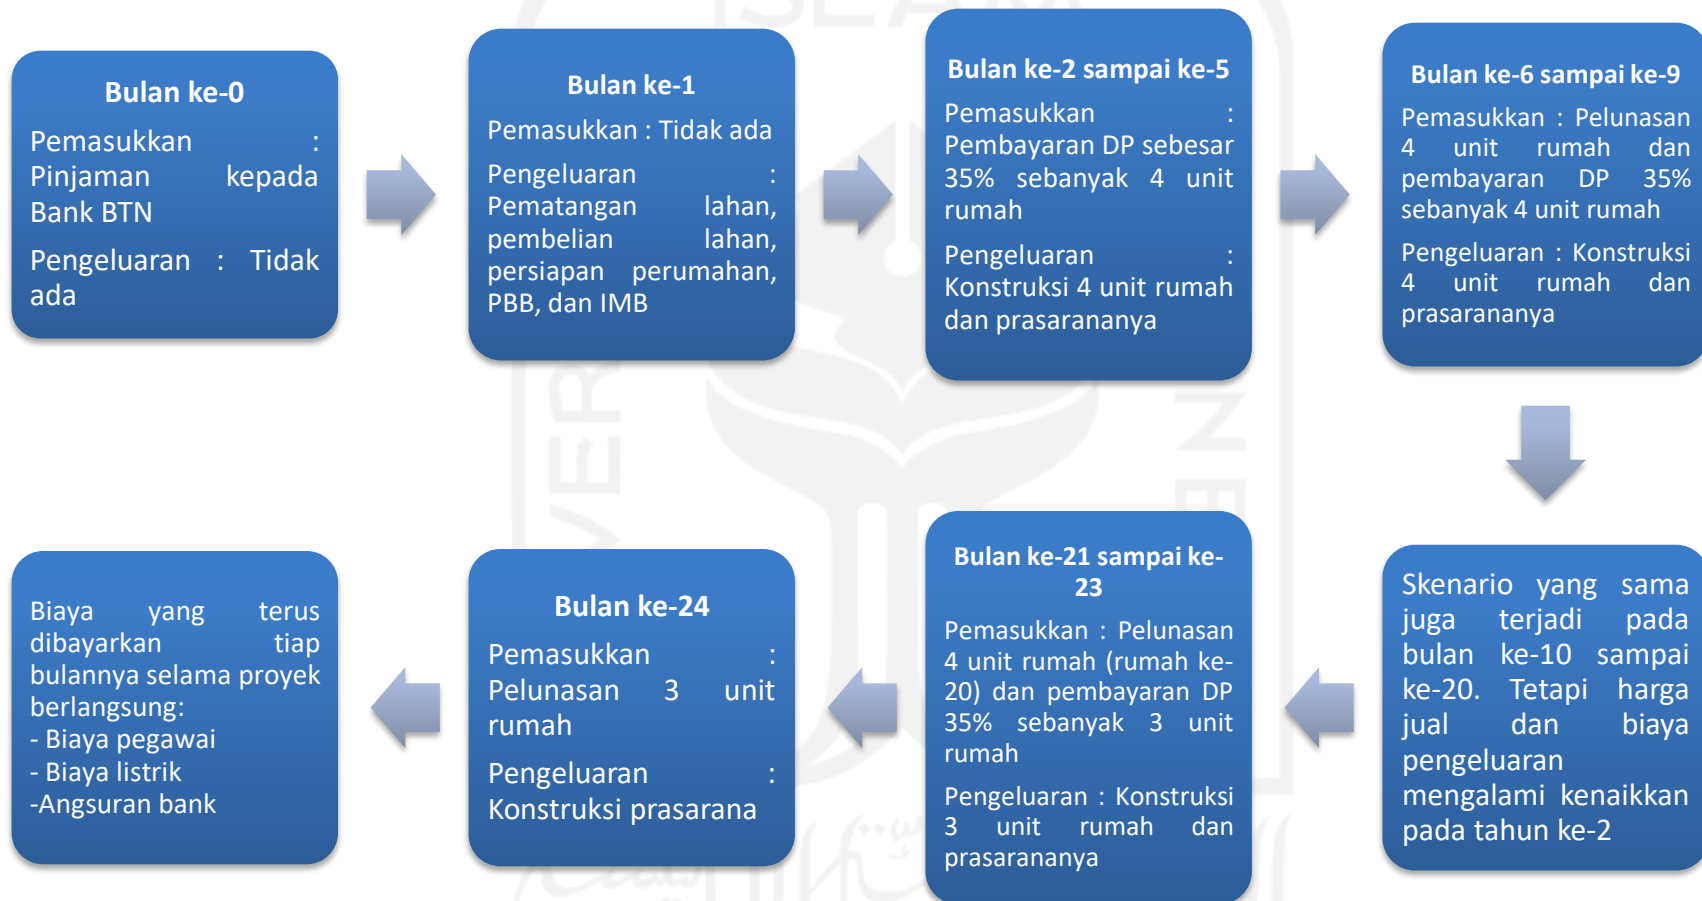 Bulan ke-0
Pemasukkan :
Pinjaman kepada
Bank BTN
Pengeluaran : Tidak
ada
Bulan ke-1
Pemasukkan : Tidak ada
Pengeluaran :
Pematangan lahan,
pembelian lahan,
persiapan perumahan,
PBB, dan IMB
Bulan ke-2 sampai ke-5
Pemasukkan :
Pembayaran DP sebesar
35% sebanyak 4 unit
rumah
Pengeluaran :
Konstruksi 4 unit rumah
dan prasarananya
Bulan ke-6 sampai ke-9
Pemasukkan : Pelunasan
4 unit rumah dan
pembayaran DP 35%
sebanyak 4 unit rumah
Pengeluaran : Konstruksi
4 unit rumah dan
prasarananya
Skenario yang sama
juga terjadi pada
bulan ke-10 sampai
ke-20. Tetapi harga
jual dan biaya
pengeluaran
mengalami kenaikkan
pada tahun ke-2
Bulan ke-21 sampai ke-
23
Pemasukkan : Pelunasan
4 unit rumah (rumah ke-
20) dan pembayaran DP
35% sebanyak 3 unit
rumah
Pengeluaran : Konstruksi
3 unit rumah dan
prasarananya
Bulan ke-24
Pemasukkan :
Pelunasan 3 unit
rumah
Pengeluaran :
Konstruksi prasarana
Biaya yang terus
dibayarkan tiap
bulannya selama proyek
berlangsung:
- Biaya pegawai
- Biaya listrik
-Angsuran bank